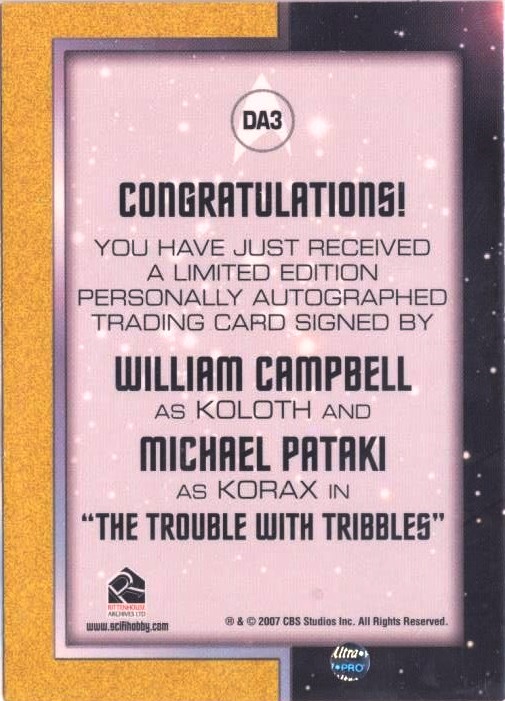 DA3
CONGRATULATIONS!
YOU HAVE JUST RECEIVED
A LIMITED EDITION
PERSONALLY AUTOGRAPHED
TRADING CARD SIGNED BY
WILLIAM CAMPBELL
AS KOLOTH AND
MICHAEL PATAKI
AS KORAX IN
“THE TROUBLE WITH TRIBBLES”
RITTENHOUSE
ARCHIVES LTD
www.scifihobby.com
® & © 2007 CBS Studios Inc. All Rights Reserved.
Ultra
PRO